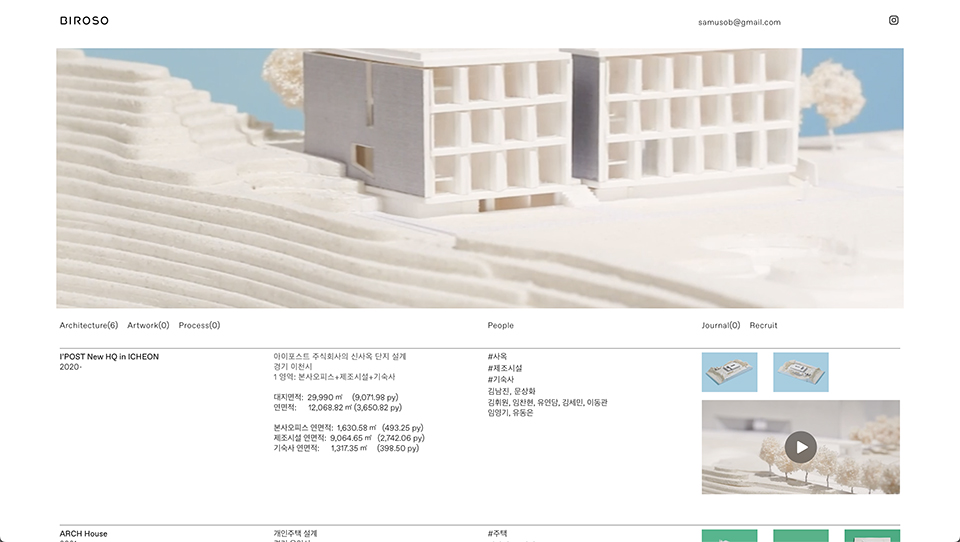 BIROSO
samusob@gmail.com
Architecture(6) Artwork(0) Process(0)
People
Journal(0) Recruit
I'POST New HQ in ICHEON
2020-
아이포스트 주식회사의 신사옥 단지 설계
경기 이천시
1 영역: 본사오피스+제조시설+기숙사
대지면적: 29,990 ㎡ (9,071.98 py)
연면적: 12,068.82 ㎡ (3,650.82 py)
본사오피스 연면적: 1,630.58 ㎡ (493.25 py)
제조시설 연면적: 9,064.65 ㎡ (2,742.06 py)
기숙사 연면적: 1,317.35 ㎡ (398.50 py)
#사옥
#제조시설
#기숙사
김남진, 문상화
김휘원, 임찬현, 유연담, 김세민, 이동관
임영기, 유동은
ARCH House
개인주택 설계
#주택